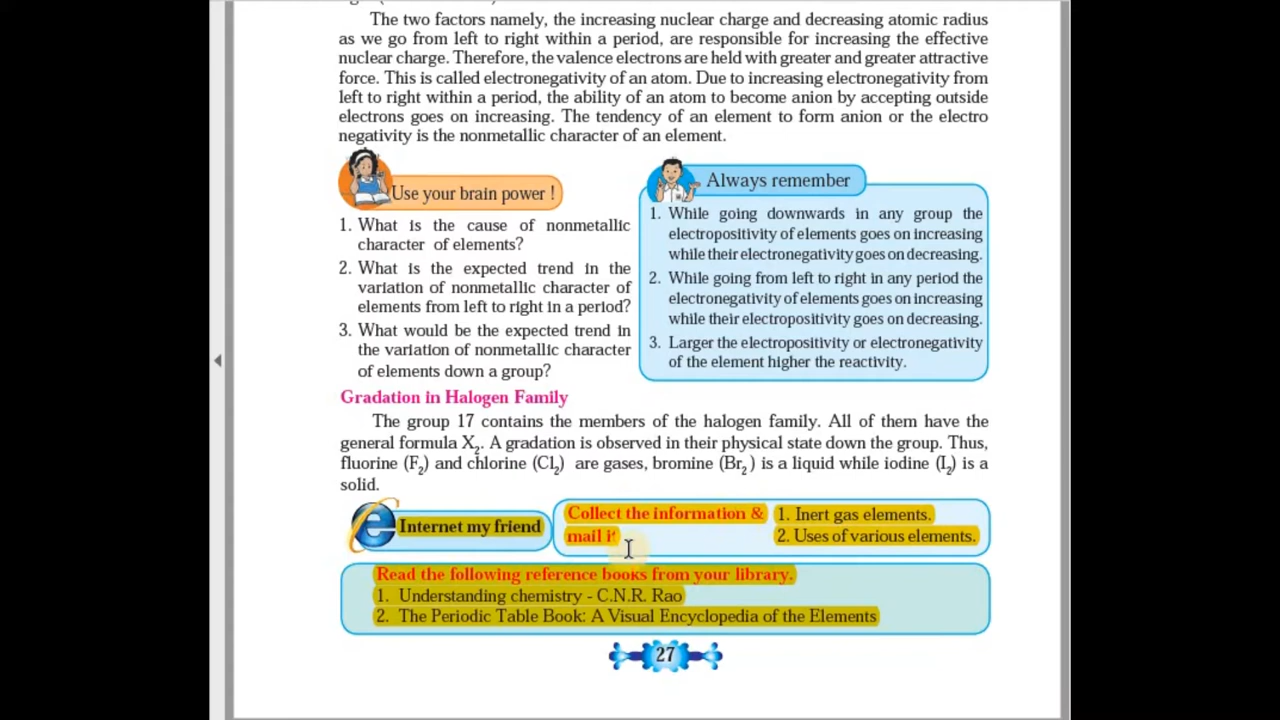 The two factors namely, the increasing nuclear charge and decreasing atomic radius
as we go from left to right within a period, are responsible for increasing the effective
nuclear charge. Therefore, the valence electrons are held with greater and greater attractive
force. This is called electronegativity of an atom. Due to increasing electronegativity from
left to right within a period, the ability of an atom to become anion by accepting outside
electrons goes on increasing. The tendency of an element to form anion or the electro
negativity is the nonmetallic character of an element.
Use your brain power !
1. What is the cause of nonmetallic
character of elements?
2. What is the expected trend in the
variation of nonmetallic character of
elements from left to right in a period?
3. What would be the expected trend in
the variation of nonmetallic character
of elements down a group?
Always remember
1. While going downwards in any group the
electropositivity of elements goes on increasing
while their electronegativity goes on decreasing.
2. While going from left to right in any period the
electronegativity of elements goes on increasing
while their electropositivity goes on decreasing.
3. Larger the electropositivity or electronegativity
of the element higher the reactivity.
Gradation in Halogen Family
The group 17 contains the members of the halogen family. All of them have the
general formula X₂. A gradation is observed in their physical state down the group. Thus,
fluorine (F₂) and chlorine (Cl₂) are gases, bromine (Br₂) is a liquid while iodine (I₂) is a
solid.
Internet my friend
Collect the information &
mail it
1. Inert gas elements.
2. Uses of various elements.
Read the following reference books from your library.
1. Understanding chemistry - C.N.R. Rao
2. The Periodic Table Book: A Visual Encyclopedia of the Elements
27